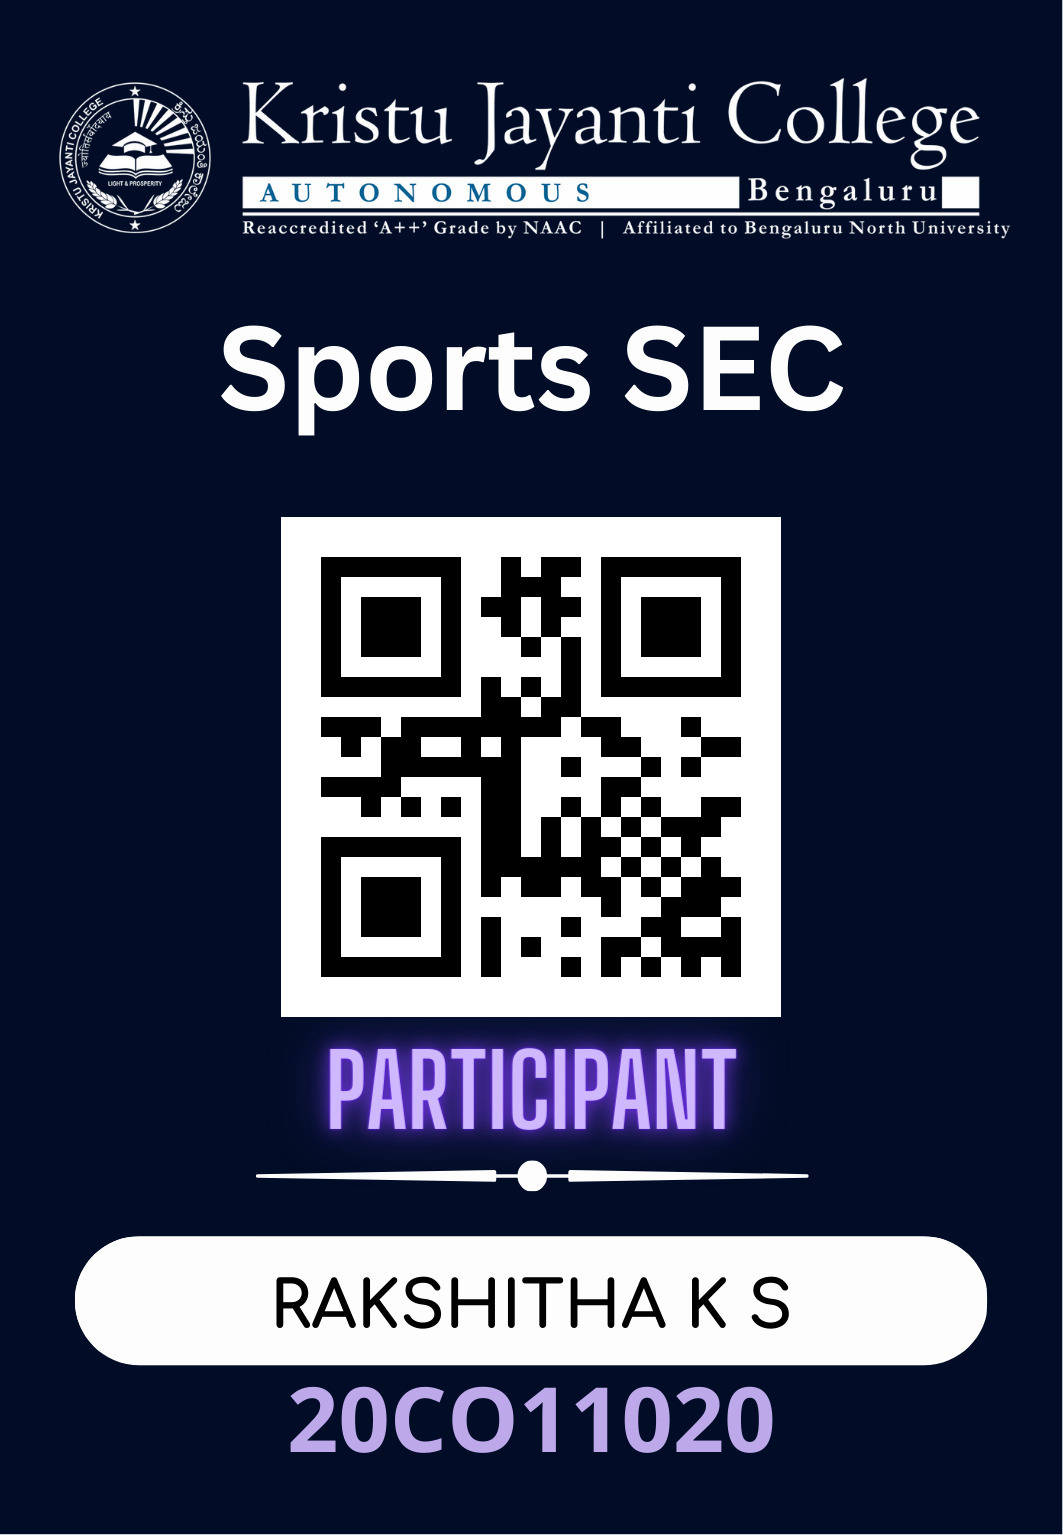 KRISTU JAYANTI COLLEGE
ಕ್ರಿಸ್ತು ಜಯಂತಿ ಕಾಲೇಜು
LIGHT & PROSPERITY
Kristu Jayanti College
AUTONOMOUS Bengaluru
Reaccredited ‘A++’ Grade by NAAC | Affiliated to Bengaluru North University
Sports SEC
PARTICIPANT
RAKSHITHA K S
20CO11020